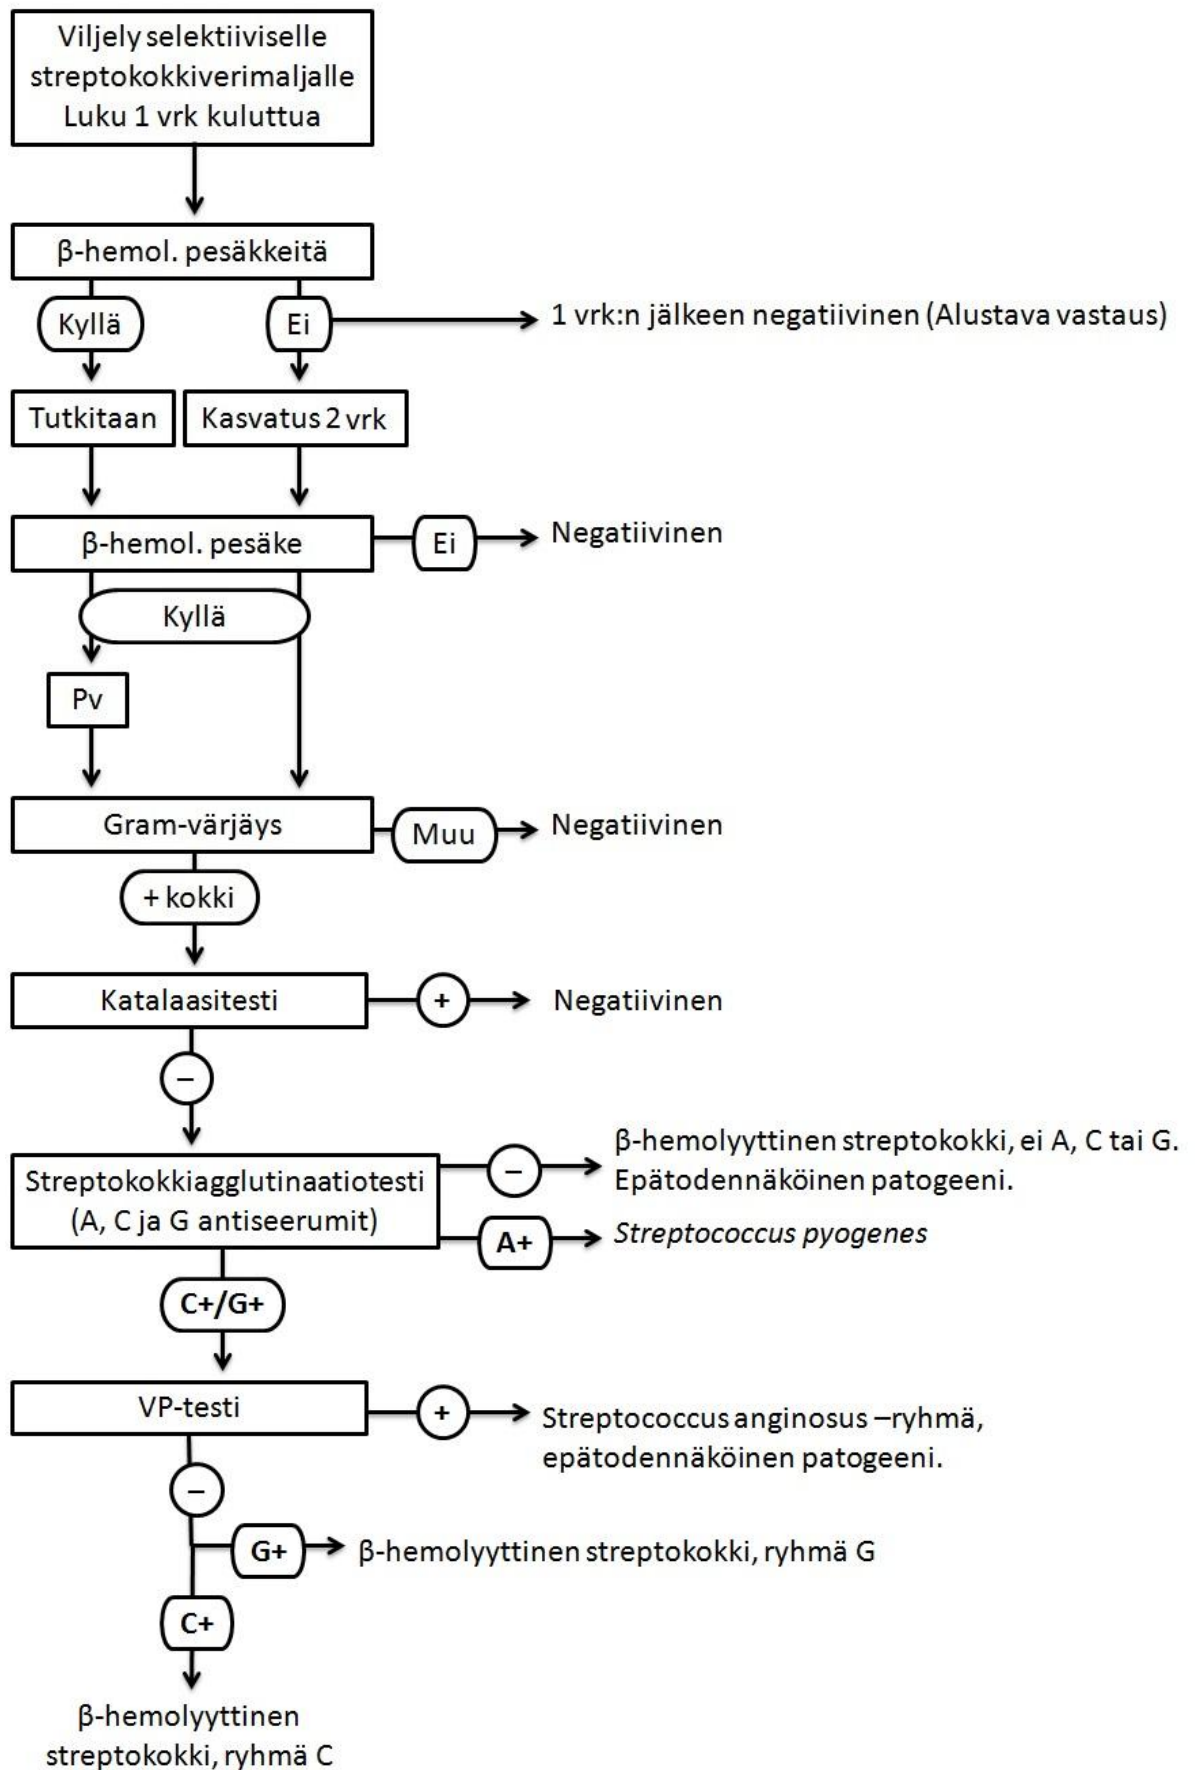 Viljely selektiiviselle
streptokokkiverimaljalle
Luku 1 vrk kuluttua
β-hemol. pesäkkeitä
Kyllä
Ei
1 vrk:n jälkeen negatiivinen (Alustava vastaus)
Tutkitaan
Kasvatus 2 vrk
β-hemol. pesäke
Ei
Negatiivinen
Kyllä
Pv
Gram-värjäys
Muu
Negatiivinen
+ kokki
Katalaasitesti
+
Negatiivinen
–
Streptokokkiagglutinaatiotesti
(A, C ja G antiseerumit)
–
β-hemolyyttinen streptokokki, ei A, C tai G.
Epätodennäköinen patogeeni.
A+
Streptococcus pyogenes
C+/G+
VP-testi
+
Streptococcus anginosus –ryhmä,
epätodennäköinen patogeeni.
–
G+
β-hemolyyttinen streptokokki, ryhmä G
C+
β-hemolyyttinen
streptokokki, ryhmä C